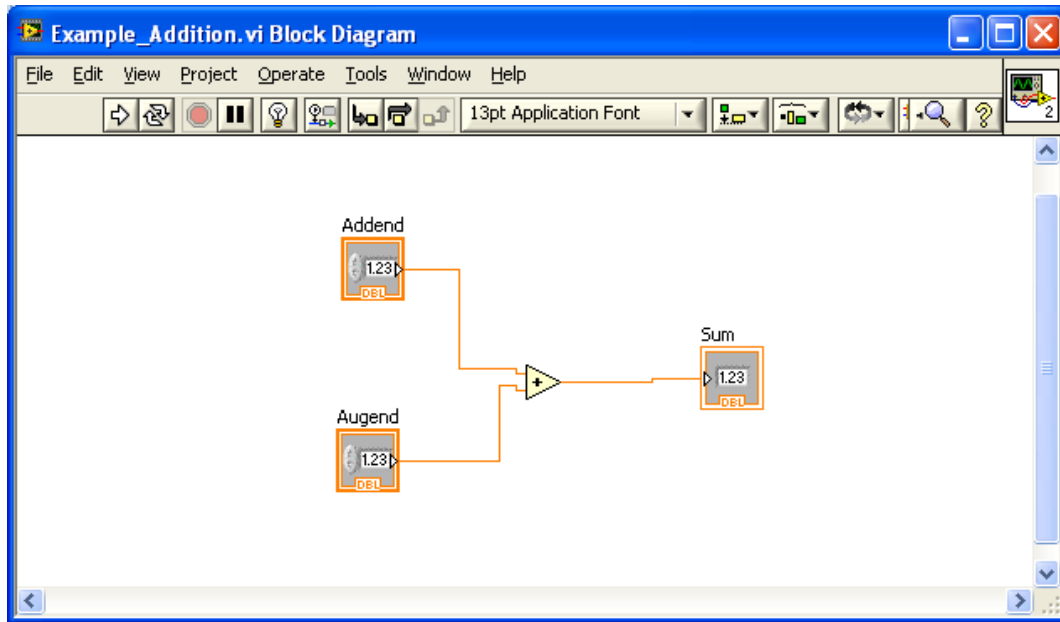 Example_Addition.vi Block Diagram
File Edit View Project Operate Tools Window Help
13pt Application Font
2
Addend
1.23
DBL
Sum
1.23
DBL
Augend
1.23
DBL